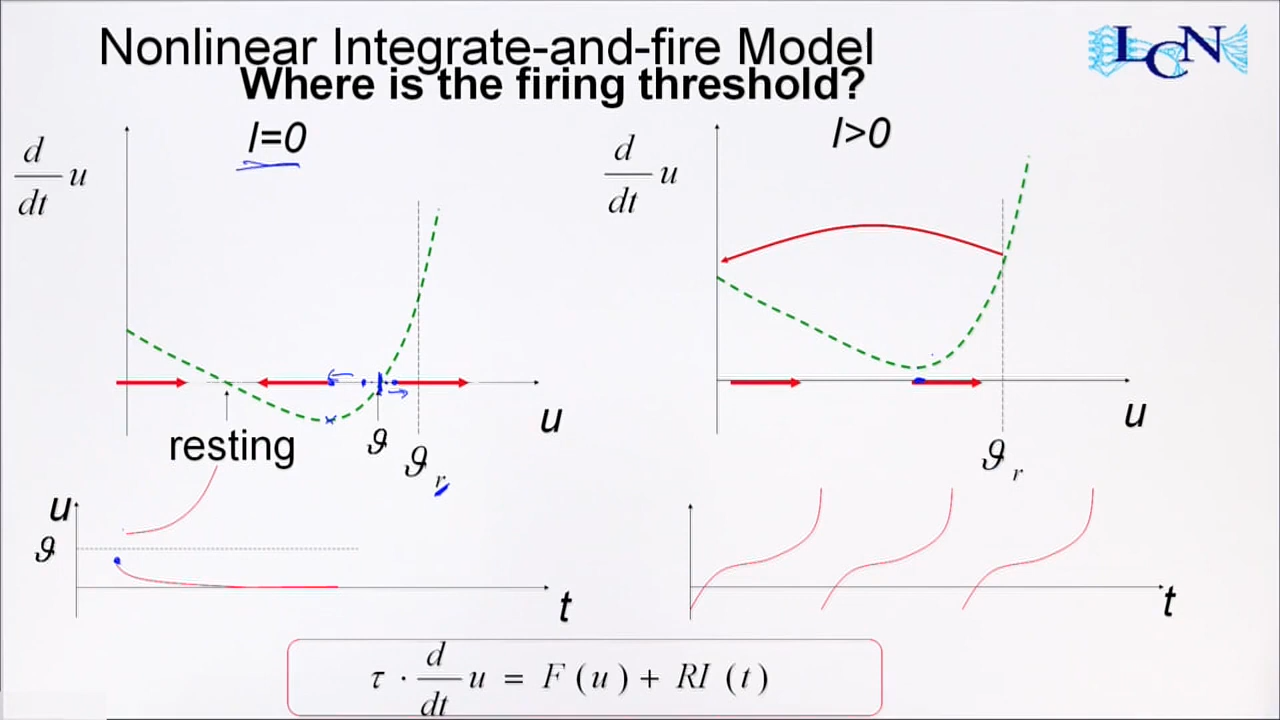 Nonlinear Integrate-and-fire Model
Where is the firing threshold?
LCN
I=0
I>0
d/dt u
d/dt u
u
u
resting
ϑ
ϑr
ϑr
u
ϑ
t
t
τ · d/dt u = F (u) + RI (t)